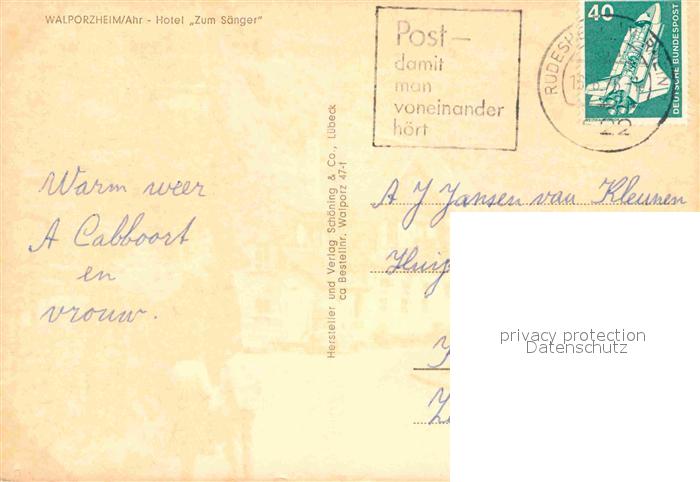 WALPORZHEIM/Ahr - Hotel „Zum Sänger"
Post –
damit
man
voneinander
hört
40
DEUTSCHE BUNDESPOST
22
Warm weer
A Cabboort
en
vrouw.
Hersteller und Verlag Schöning & Co., Lübeck
ca Bestellnr. Walporz 47-f
A J Jansen van Kleunen
privacy protection
Datenschutz